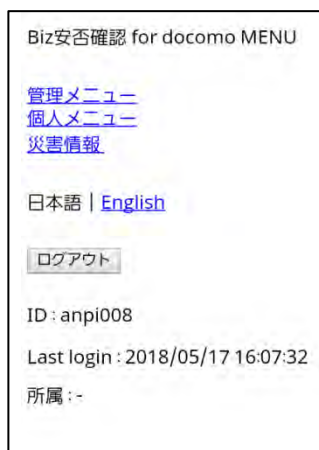 Biz安否確認 for docomo MENU
管理メニュー
個人メニュー
災害情報
日本語 | English
ログアウト
ID : anpi008
Last login : 2018/05/17 16:07:32
所属 : -